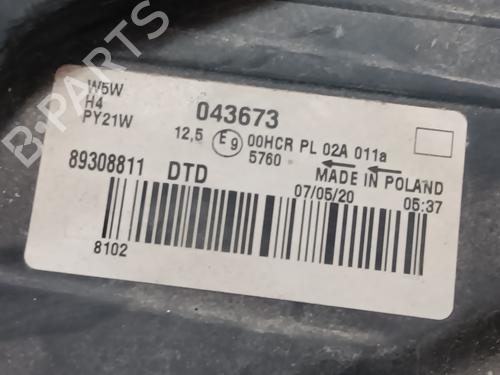 W5W
H4
PY21W
043673
12,5 E9 00HCR PL 02A 011a
5760
MADE IN POLAND
89308811 DTD
07/05/20 05:37
8102
B-PARTS